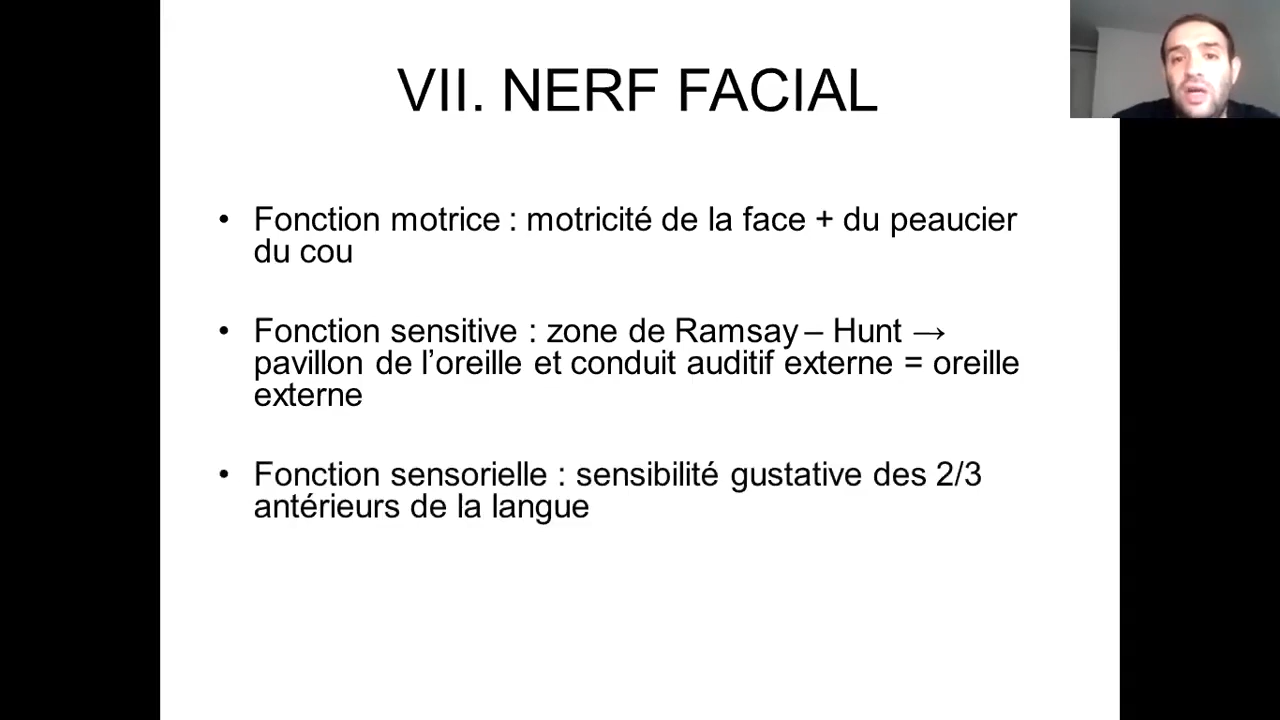 VII. NERF FACIAL
• Fonction motrice : motricité de la face + du peaucier
du cou
• Fonction sensitive : zone de Ramsay – Hunt →
pavillon de l’oreille et conduit auditif externe = oreille
externe
• Fonction sensorielle : sensibilité gustative des 2/3
antérieurs de la langue